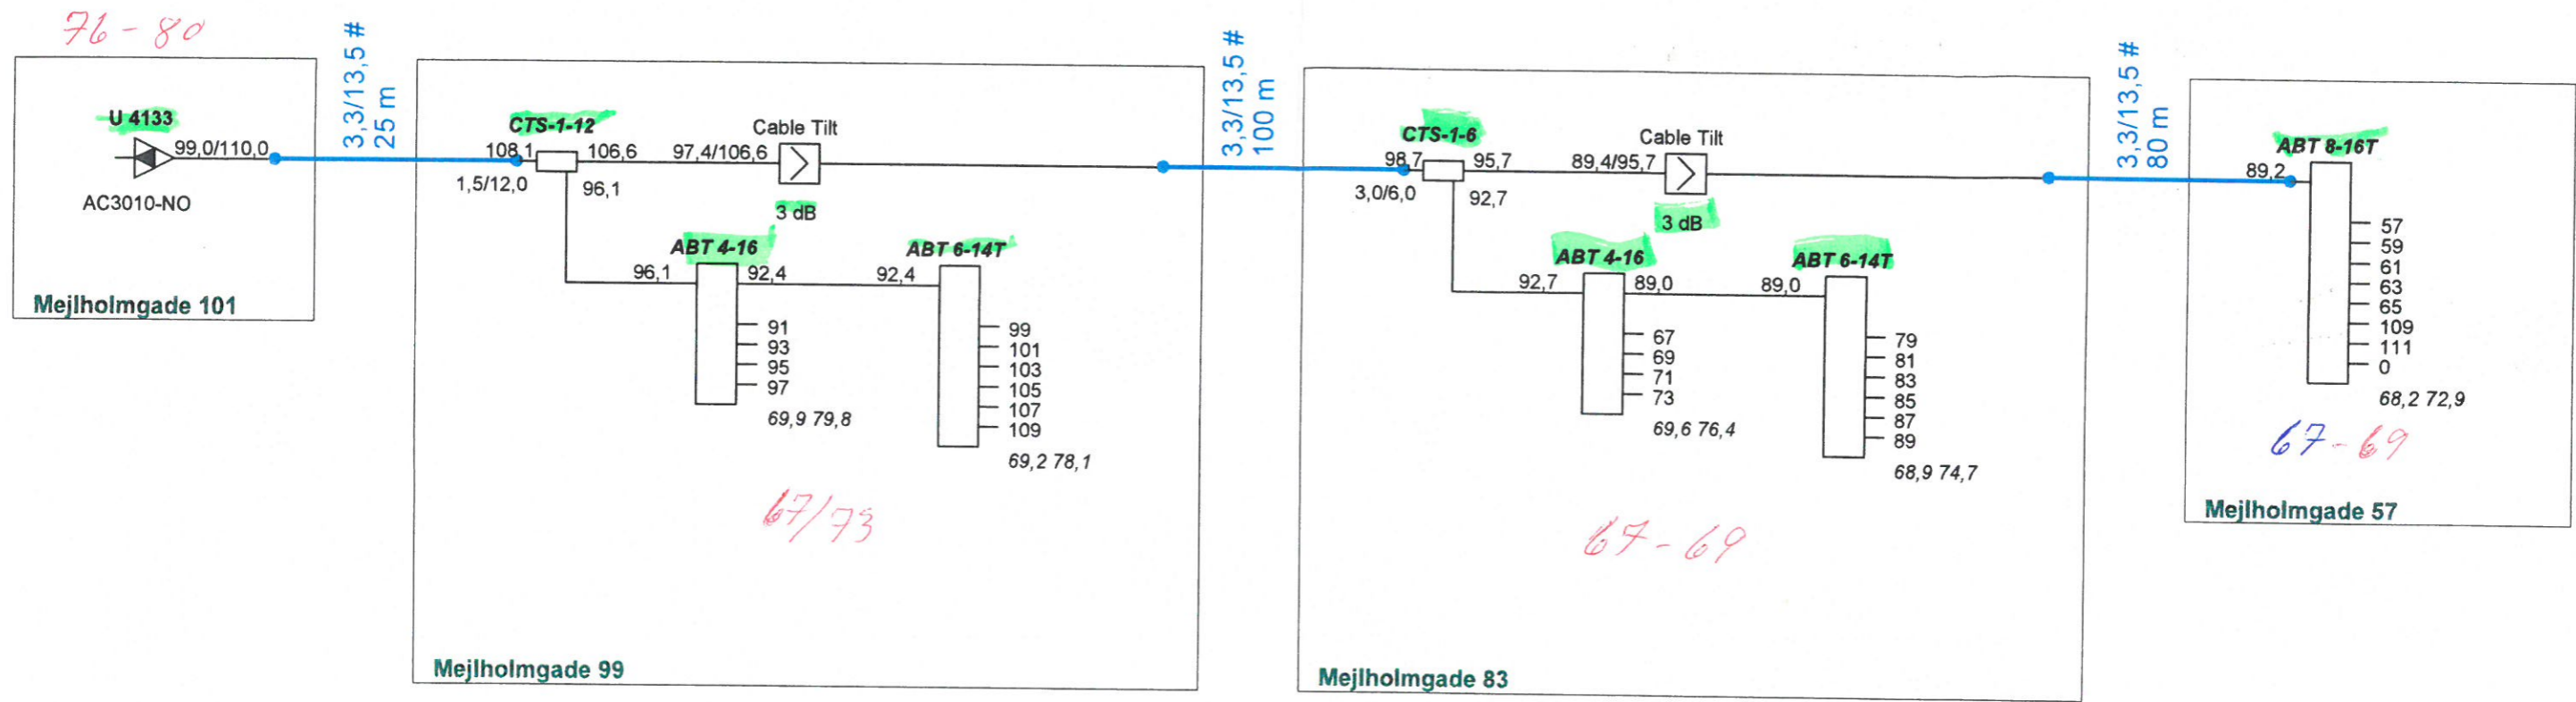 76-80
U 4133
99,0/110,0
AC3010-NO
Mejlholmgade 101
3,3/13,5 #
25 m
CTS-1-12
108,1
106,6
1,5/12,0
96,1
97,4/106,6
Cable Tilt
3 dB
ABT 4-16
96,1
92,4
91
93
95
97
69,9 79,8
ABT 6-14T
92,4
99
101
103
105
107
109
69,2 78,1
67/73
Mejlholmgade 99
3,3/13,5 #
100 m
CTS-1-6
98,7
95,7
3,0/6,0
92,7
89,4/95,7
Cable Tilt
3 dB
ABT 4-16
92,7
89,0
67
69
71
73
69,6 76,4
ABT 6-14T
89,0
79
81
83
85
87
89
68,9 74,7
67-69
Mejlholmgade 83
3,3/13,5 #
80 m
ABT 8-16T
89,2
57
59
61
63
65
109
111
0
68,2 72,9
67-69
Mejlholmgade 57